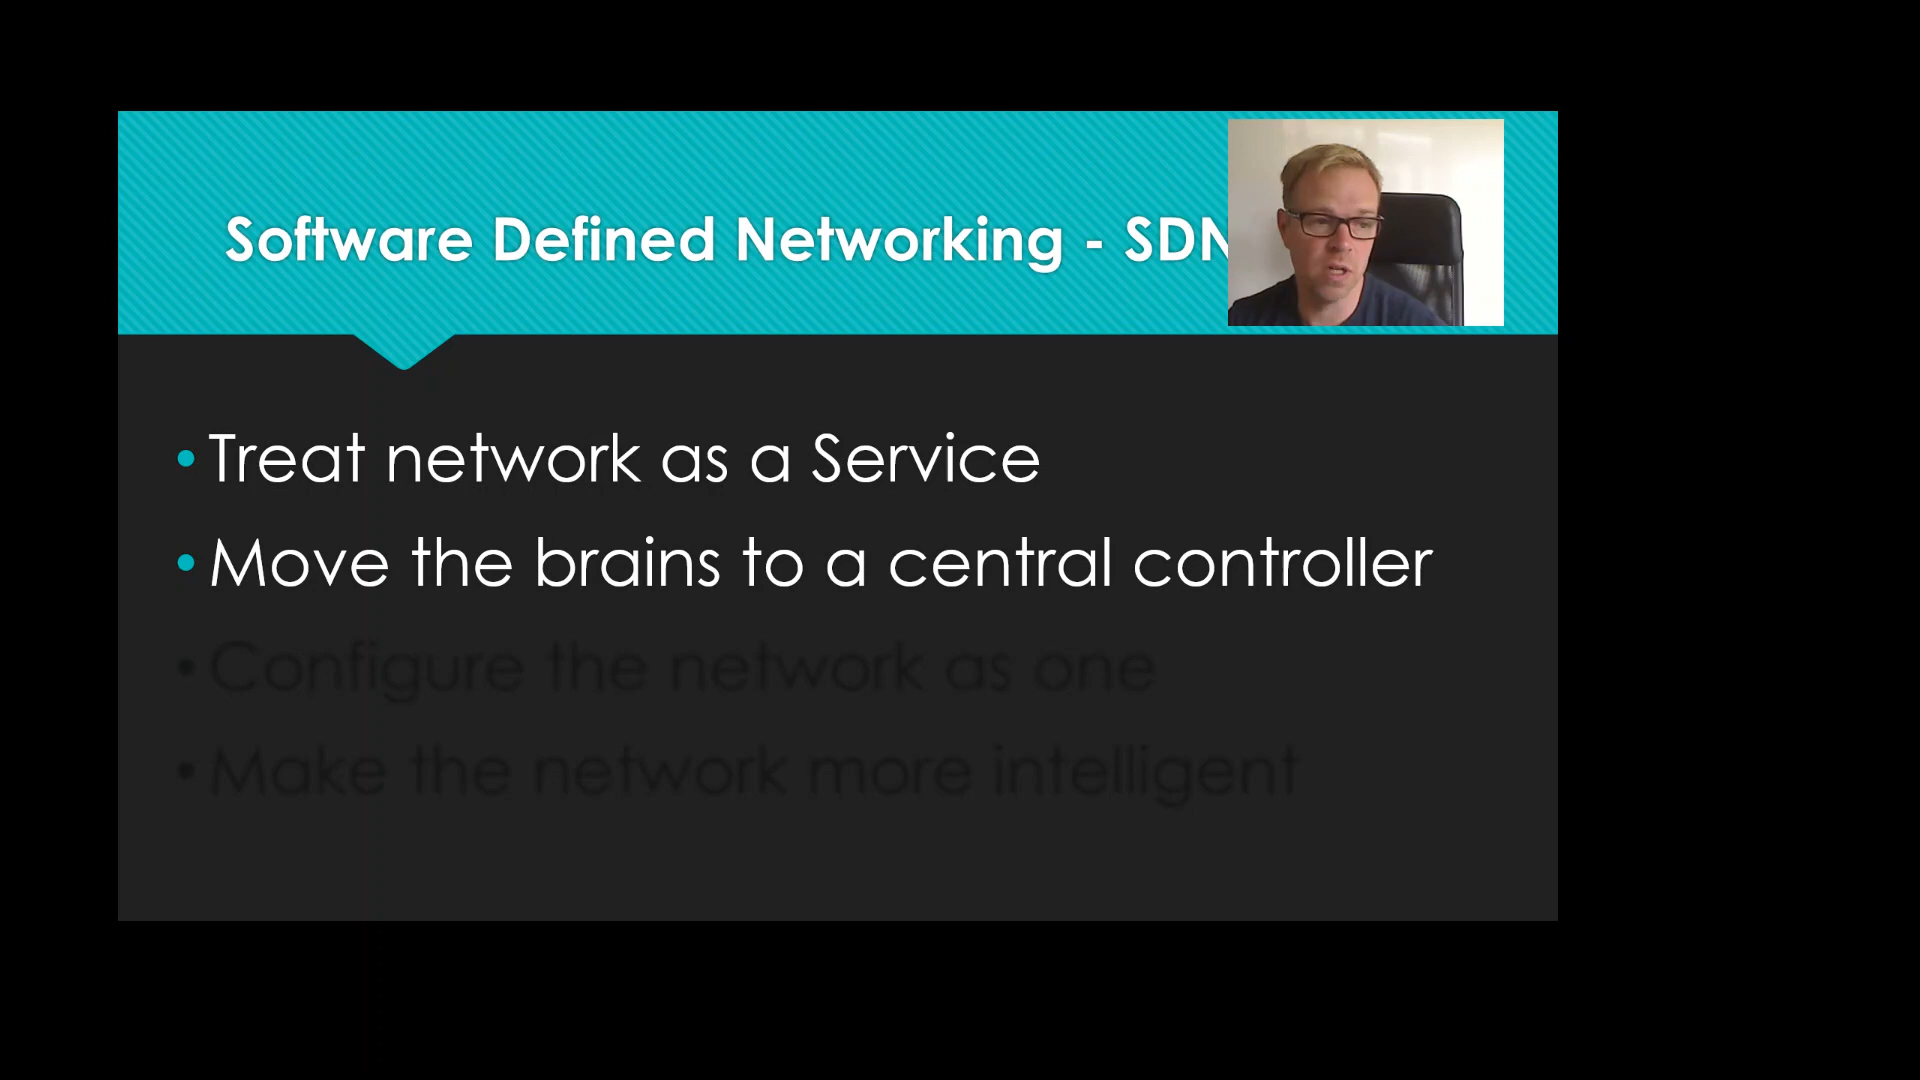 Software Defined Networking - SDN
• Treat network as a Service
• Move the brains to a central controller
• Configure the network as one
• Make the network more intelligent